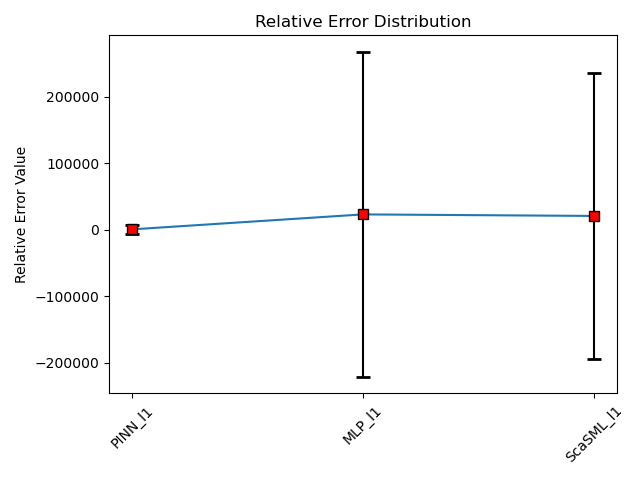 Relative Error Distribution
Relative Error Value
200000
100000
0
−100000
−200000
PINN_l1
MLP_l1
ScaSML_l1